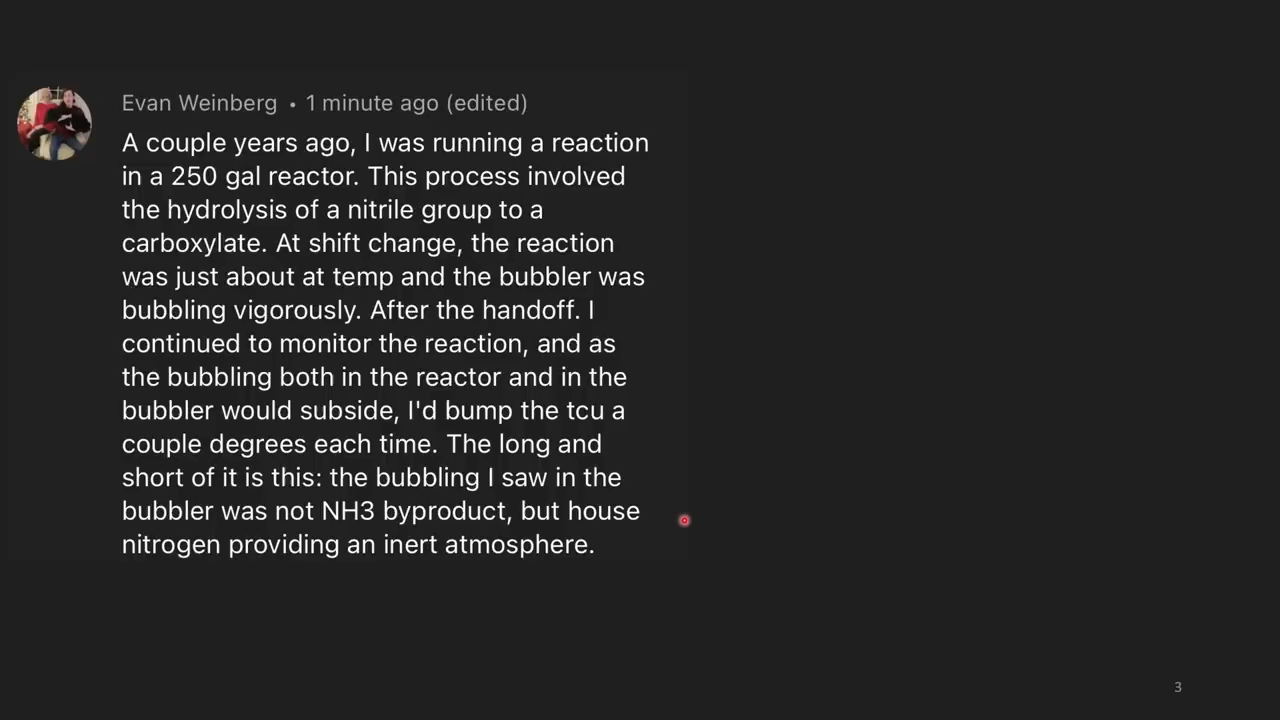 Evan Weinberg • 1 minute ago (edited)
A couple years ago, I was running a reaction
in a 250 gal reactor. This process involved
the hydrolysis of a nitrile group to a
carboxylate. At shift change, the reaction
was just about at temp and the bubbler was
bubbling vigorously. After the handoff. I
continued to monitor the reaction, and as
the bubbling both in the reactor and in the
bubbler would subside, I'd bump the tcu a
couple degrees each time. The long and
short of it is this: the bubbling I saw in the
bubbler was not NH3 byproduct, but house
nitrogen providing an inert atmosphere.
3